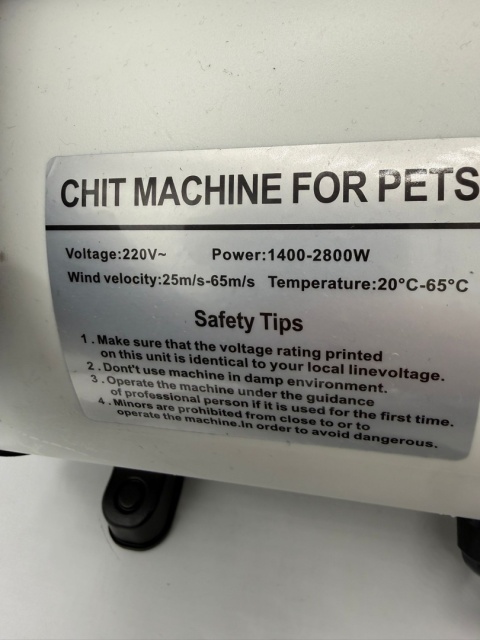 CHIT MACHINE FOR PETS
Voltage:220V~ Power:1400-2800W
Wind velocity:25m/s-65m/s Temperature:20°C-65°C
Safety Tips
1 . Make sure that the voltage rating printed
on this unit is identical to your local linevoltage.
2 . Dont't use machine in damp environment.
3 . Operate the machine under the guidance
of professional person if it is used for the first time.
4 . Minors are prohibited from close to or to
operate the machine.In order to avoid dangerous.